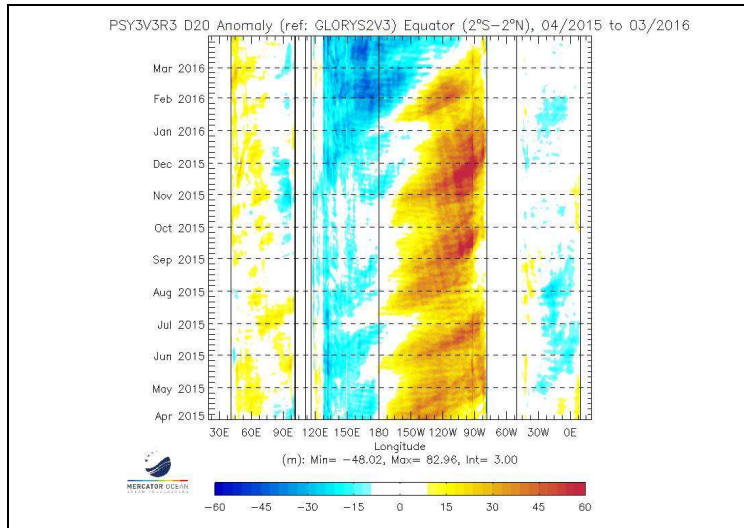 PSY3V3R3 D20 Anomaly (ref: GLORYS2V3) Equator (2°S−2°N), 04/2015 to 03/2016
Mar 2016
Feb 2016
Jan 2016
Dec 2015
Nov 2015
Oct 2015
Sep 2015
Aug 2015
Jul 2015
Jun 2015
May 2015
Apr 2015
30E 60E 90E 120E 150E 180 150W 120W 90W 60W 30W 0E
Longitude
(m): Min= −48.02, Max= 82.96, Int= 3.00
MERCATOR OCEAN
−60 −45 −30 −15 0 15 30 45 60